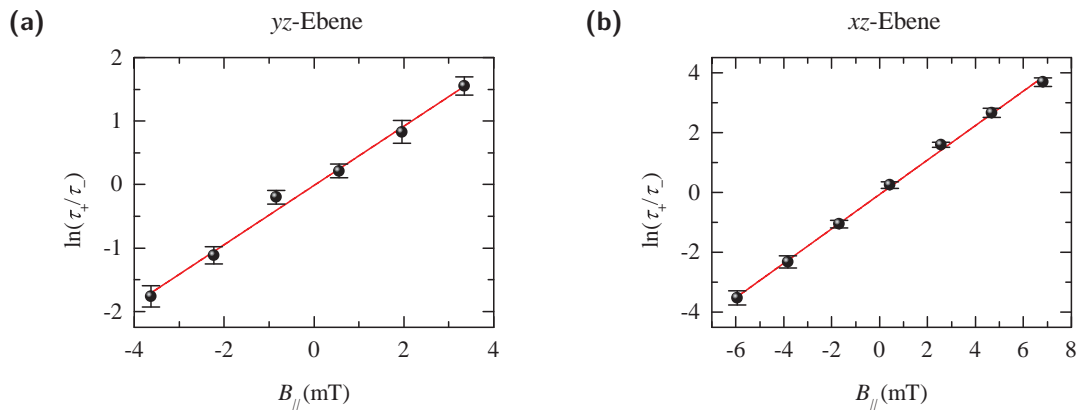 (a)
yz-Ebene
2
1
0
-1
-2
ln(τ₊/τ₋)
-4 -2 0 2 4
B∥(mT)
(b)
xz-Ebene
4
2
0
-2
-4
ln(τ₊/τ₋)
-6 -4 -2 0 2 4 6 8
B∥(mT)